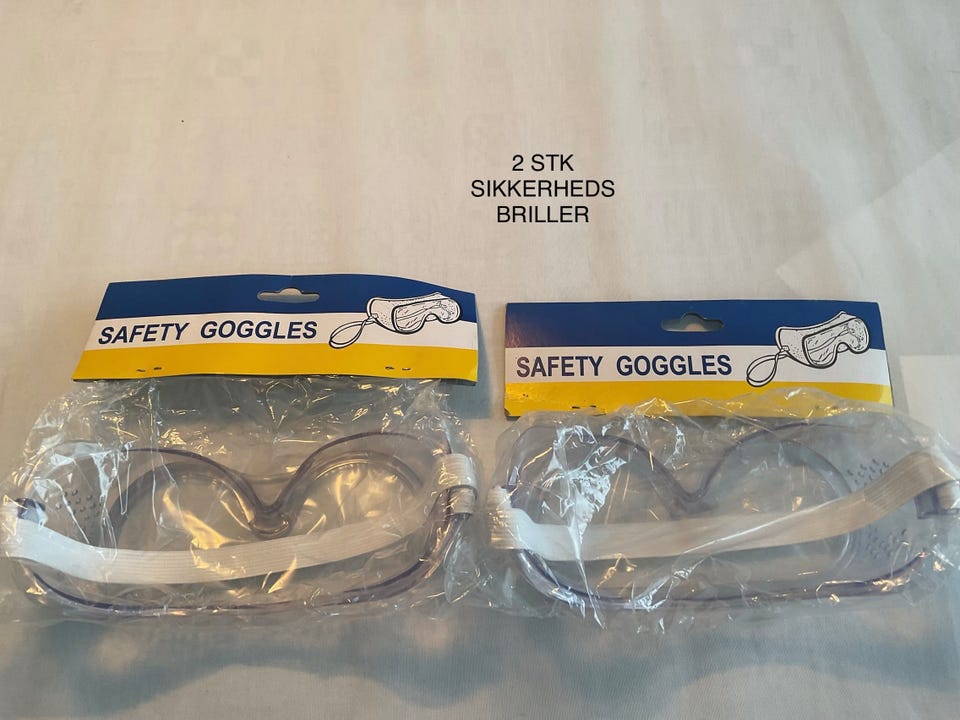 2 STK
SIKKERHEDS
BRILLER
SAFETY GOGGLES
SAFETY GOGGLES